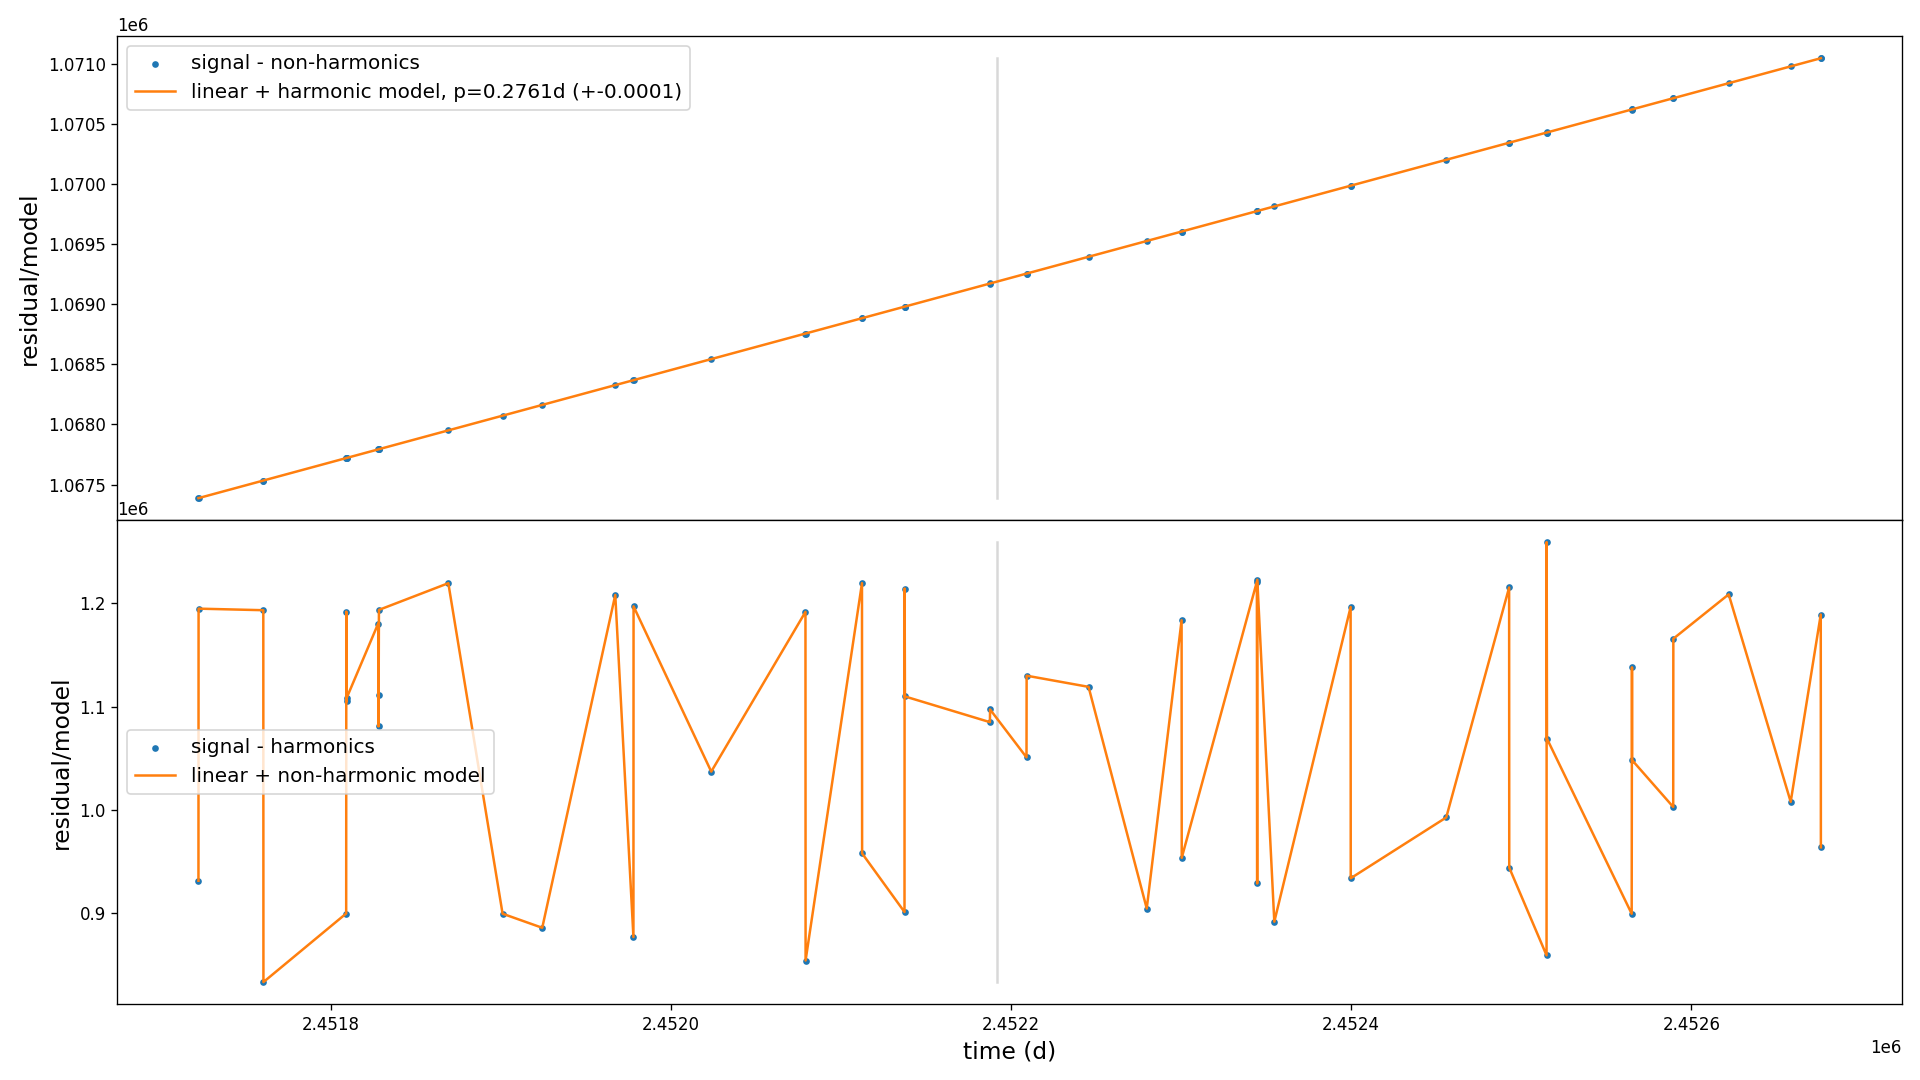 1e6
signal - non-harmonics
linear + harmonic model, p=0.2761d (+-0.0001)
1.0710
1.0705
1.0700
1.0695
1.0690
1.0685
1.0680
1.0675
residual/model
1e6
1.2
1.1
1.0
0.9
residual/model
signal - harmonics
linear + non-harmonic model
2.4518
2.4520
2.4522
2.4524
2.4526
time (d)
1e6